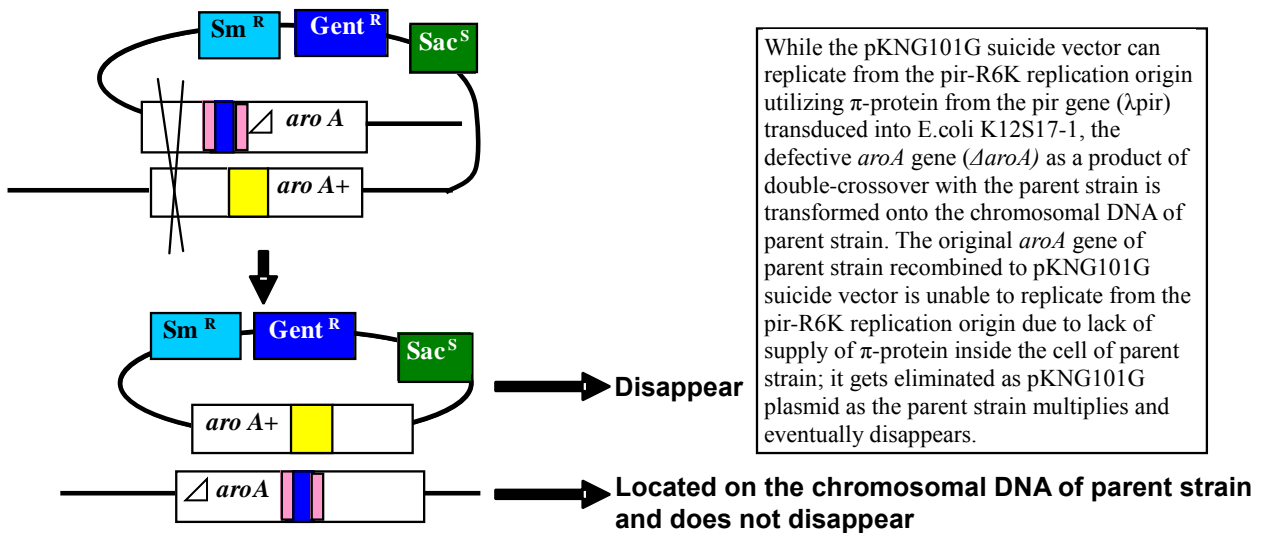 Sm R
Gent R
Sac S
⊿ aro A
aro A+
While the pKNG101G suicide vector can
replicate from the pir-R6K replication origin
utilizing π-protein from the pir gene (λpir)
transduced into E.coli K12S17-1, the
defective aroA gene (ΔaroA) as a product of
double-crossover with the parent strain is
transformed onto the chromosomal DNA of
parent strain. The original aroA gene of
parent strain recombined to pKNG101G
suicide vector is unable to replicate from the
pir-R6K replication origin due to lack of
supply of π-protein inside the cell of parent
strain; it gets eliminated as pKNG101G
plasmid as the parent strain multiplies and
eventually disappears.
Sm R
Gent R
Sac S
Disappear
aro A+
⊿ aroA
Located on the chromosomal DNA of parent strain
and does not disappear